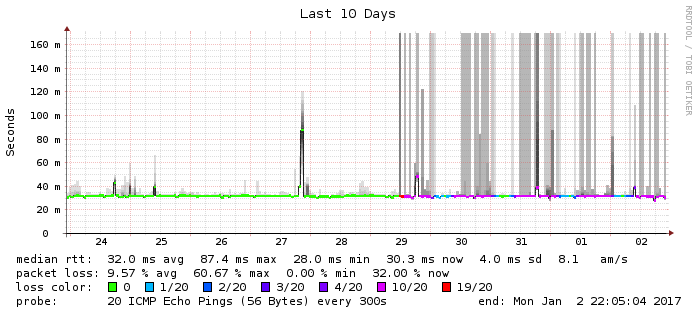 Last 10 Days
RRDTOOL / TOBI OETIKER
Seconds
160 m
140 m
120 m
100 m
80 m
60 m
40 m
20 m
0
24 25 26 27 28 29 30 31 01 02
median rtt: 32.0 ms avg 87.4 ms max 28.0 ms min 30.3 ms now 4.0 ms sd 8.1 am/s
packet loss: 9.57 % avg 60.67 % max 0.00 % min 32.00 % now
loss color: 0 1/20 2/20 3/20 4/20 10/20 19/20
probe: 20 ICMP Echo Pings (56 Bytes) every 300s end: Mon Jan 2 22:05:04 2017